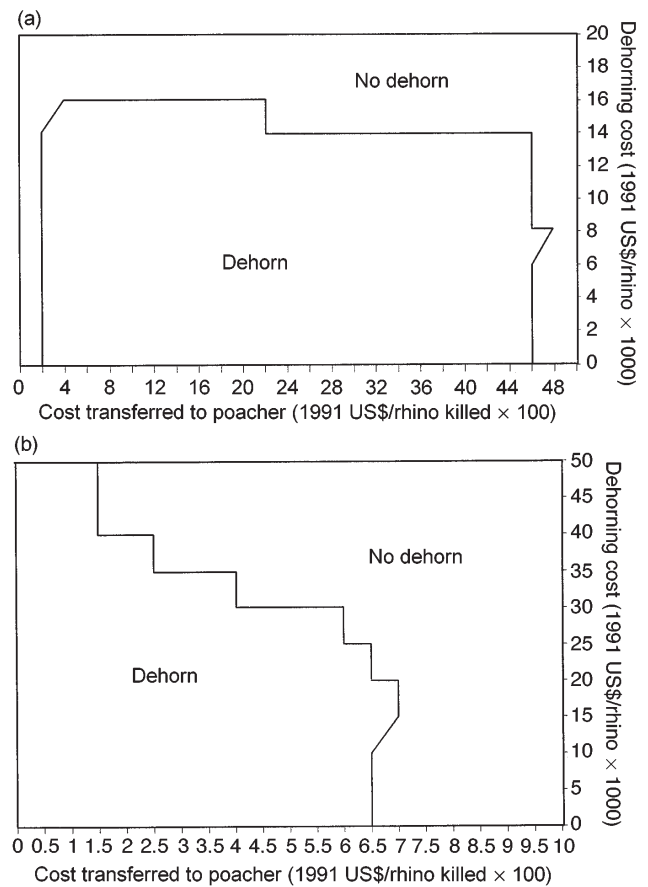 (a)
No dehorn
Dehorn
20
18
16
14
12
10
8
6
4
2
0
Dehorning cost (1991 US$/rhino × 1000)
0 4 8 12 16 20 24 28 32 36 40 44 48
Cost transferred to poacher (1991 US$/rhino killed × 100)
(b)
No dehorn
Dehorn
50
45
40
35
30
25
20
15
10
5
0
Dehorning cost (1991 US$/rhino × 1000)
0 0.5 1 1.5 2 2.5 3 3.5 4 4.5 5 5.5 6 6.5 7 7.5 8 8.5 9 9.5 10
Cost transferred to poacher (1991 US$/rhino killed × 100)